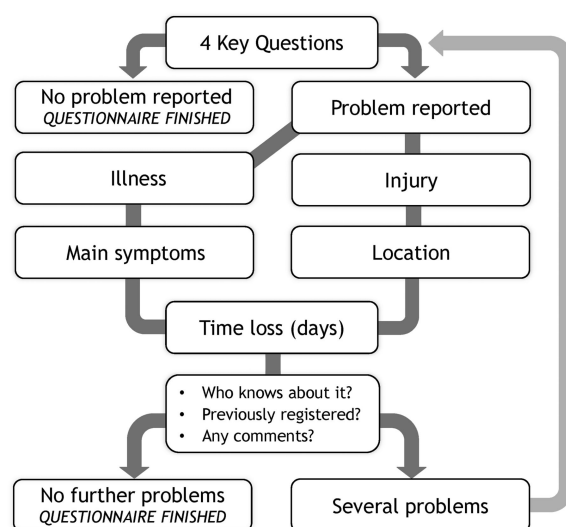 4 Key Questions
No problem reported
QUESTIONNAIRE FINISHED
Problem reported
Illness
Injury
Main symptoms
Location
Time loss (days)
• Who knows about it?
• Previously registered?
• Any comments?
No further problems
QUESTIONNAIRE FINISHED
Several problems